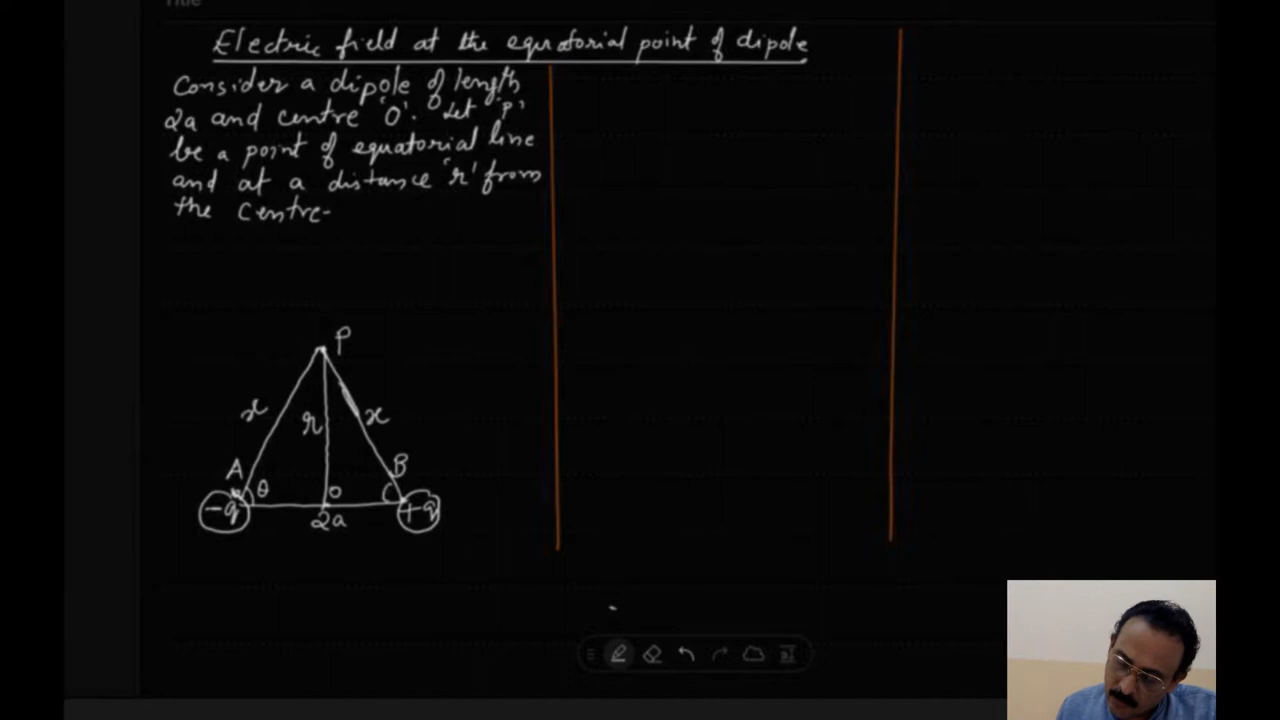 Title
Electric field at the equatorial point of dipole
Consider a dipole of length
2a and centre 'O'. Let 'P'
be a point of equatorial line
and at a distance 'r' from
the centre-
P
x
r
x
A
B
θ
O
-q
2a
+q